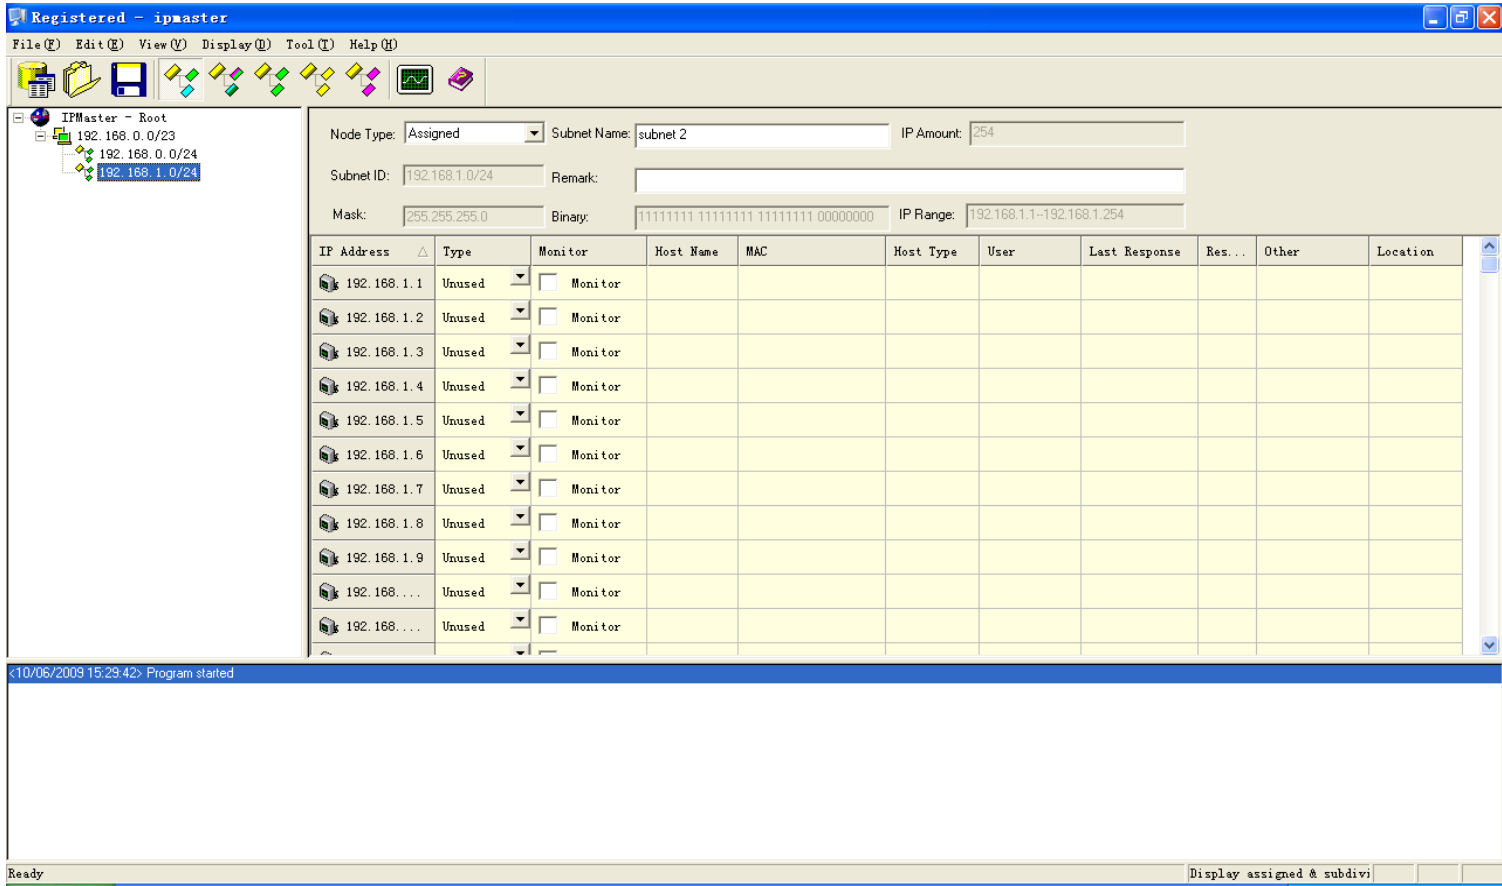 Registered - ipmaster
File(F) Edit(E) View(V) Display(D) Tool(T) Help(H)
IPMaster - Root
192.168.0.0/23
192.168.0.0/24
192.168.1.0/24
Node Type: Assigned Subnet Name: subnet 2 IP Amount: 254
Subnet ID: 192.168.1.0/24 Remark:
Mask: 255.255.255.0 Binary: 11111111 11111111 11111111 00000000 IP Range: 192.168.1.1--192.168.1.254
IP Address Type Monitor Host Name MAC Host Type User Last Response Res... Other Location
192.168.1.1 Unused Monitor
192.168.1.2 Unused Monitor
192.168.1.3 Unused Monitor
192.168.1.4 Unused Monitor
192.168.1.5 Unused Monitor
192.168.1.6 Unused Monitor
192.168.1.7 Unused Monitor
192.168.1.8 Unused Monitor
192.168.1.9 Unused Monitor
192.168.... Unused Monitor
192.168.... Unused Monitor
<10/06/2009 15:29:42> Program started
Ready Display assigned & subdivi